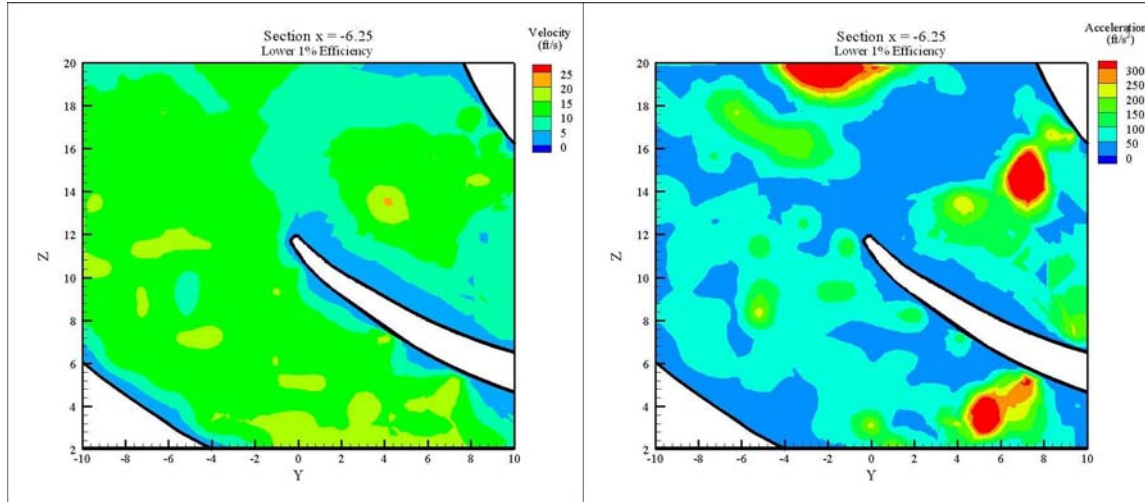 Section x = -6.25
Lower 1% Efficiency
Velocity
(ft/s)
25
20
15
10
5
0
20
18
16
14
12
10
8
6
4
2
Z
-10 -8 -6 -4 -2 0 2 4 6 8 10
Y
Section x = -6.25
Lower 1% Efficiency
Acceleration
(ft/s²)
300
250
200
150
100
50
0
20
18
16
14
12
10
8
6
4
2
Z
-10 -8 -6 -4 -2 0 2 4 6 8 10
Y